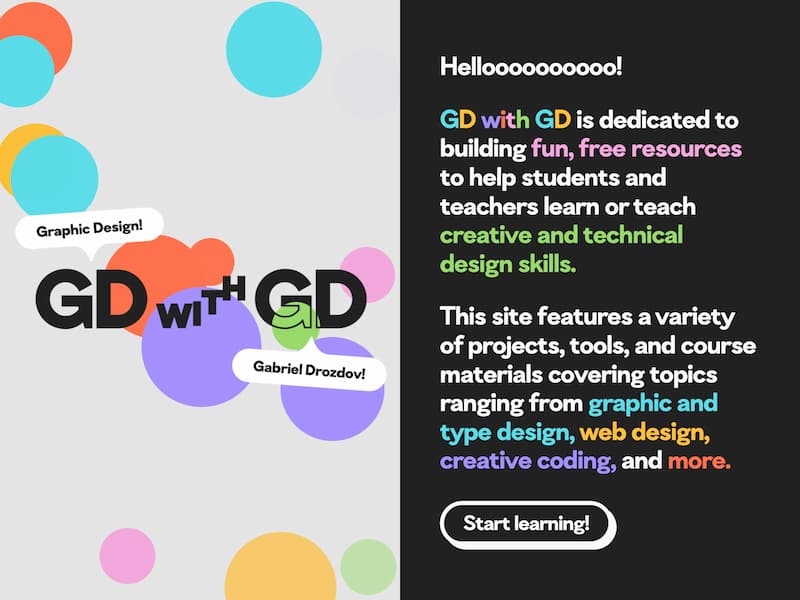 Graphic Design!
GD WITH GD
Gabriel Drozdov!
Helloooooooooo!
GD with GD is dedicated to
building fun, free resources
to help students and
teachers learn or teach
creative and technical
design skills.
This site features a variety
of projects, tools, and course
materials covering topics
ranging from graphic and
type design, web design,
creative coding, and more.
Start learning!